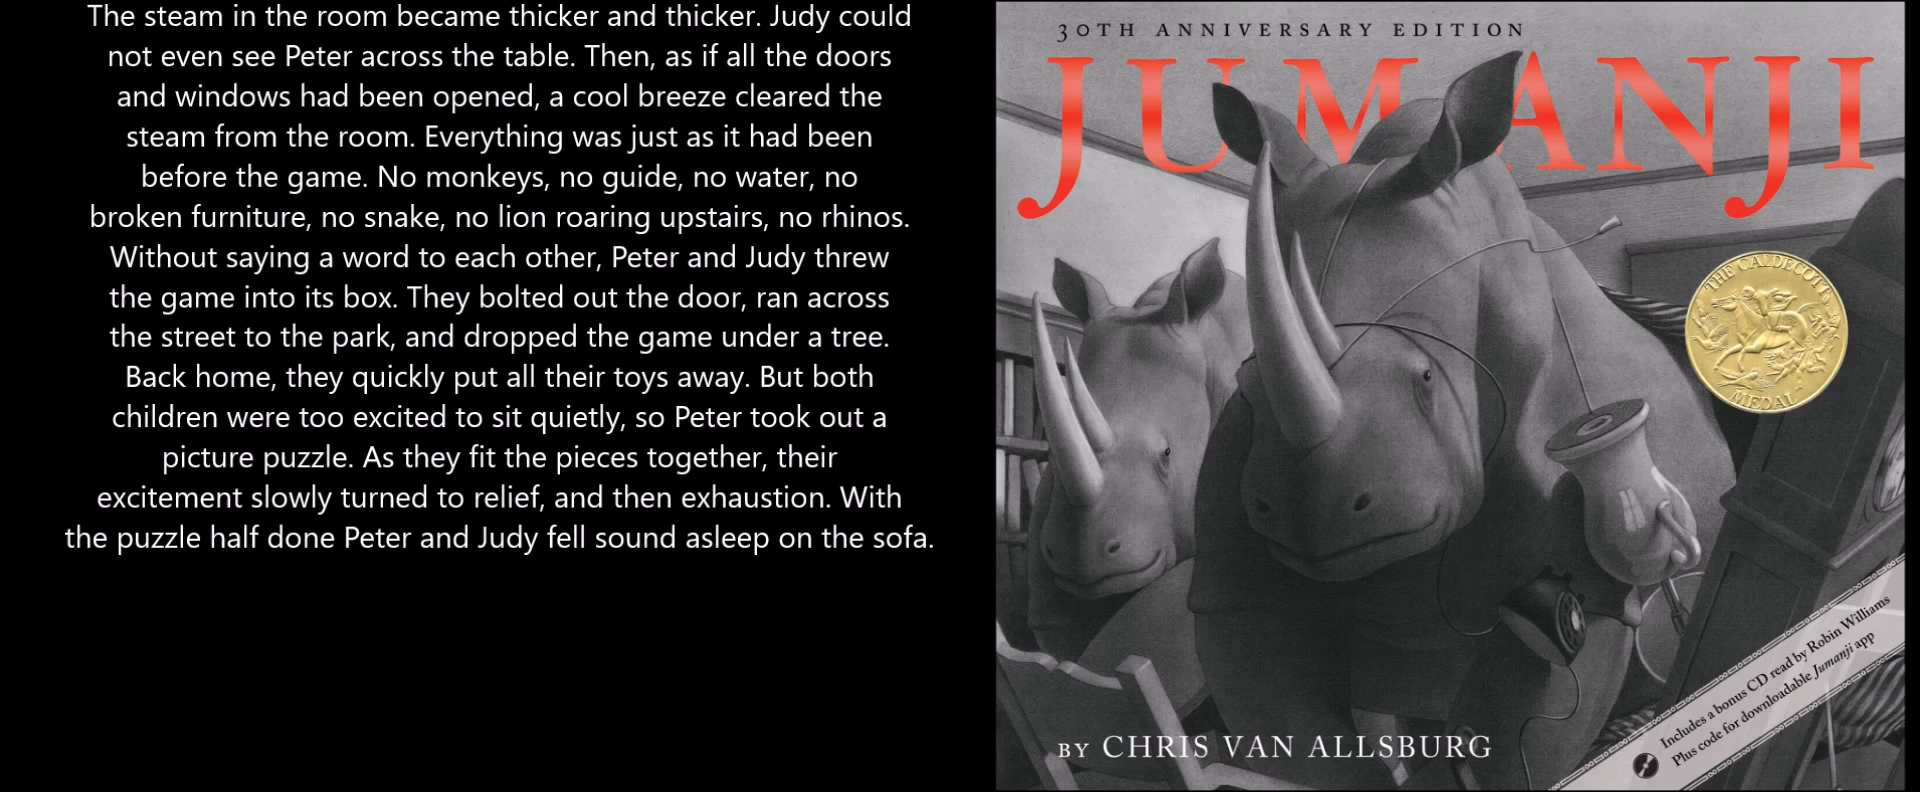 The steam in the room became thicker and thicker. Judy could
not even see Peter across the table. Then, as if all the doors
and windows had been opened, a cool breeze cleared the
steam from the room. Everything was just as it had been
before the game. No monkeys, no guide, no water, no
broken furniture, no snake, no lion roaring upstairs, no rhinos.
Without saying a word to each other, Peter and Judy threw
the game into its box. They bolted out the door, ran across
the street to the park, and dropped the game under a tree.
Back home, they quickly put all their toys away. But both
children were too excited to sit quietly, so Peter took out a
picture puzzle. As they fit the pieces together, their
excitement slowly turned to relief, and then exhaustion. With
the puzzle half done Peter and Judy fell sound asleep on the sofa.
30TH ANNIVERSARY EDITION
JUMANJI
THE CALDECOTT
MEDAL
Includes a bonus CD read by Robin Williams
Plus code for downloadable Jumanji app
BY CHRIS VAN ALLSBURG